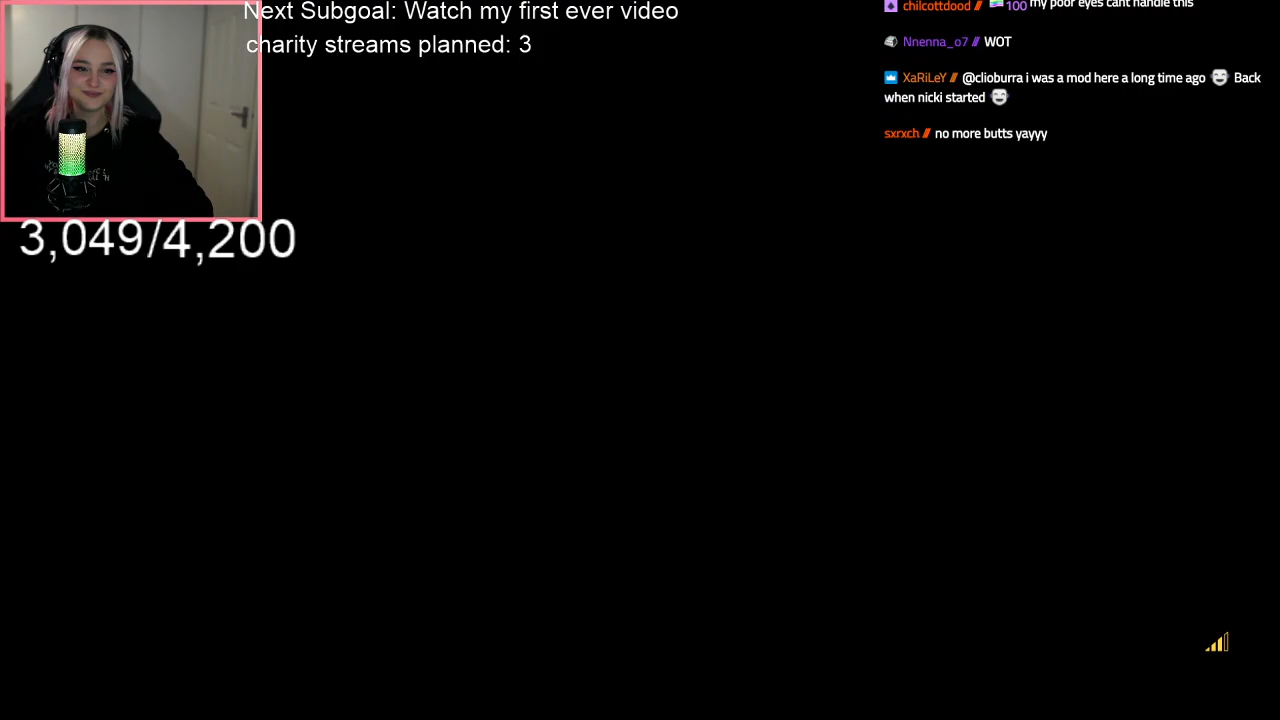 Next Subgoal: Watch my first ever video
charity streams planned: 3
3,049/4,200
chilcottdood // 100 my poor eyes cant handle this
Nnenna_o7 // WOT
XaRiLeY // @clioburra i was a mod here a long time ago Back
when nicki started
sxrxch // no more butts yayyy